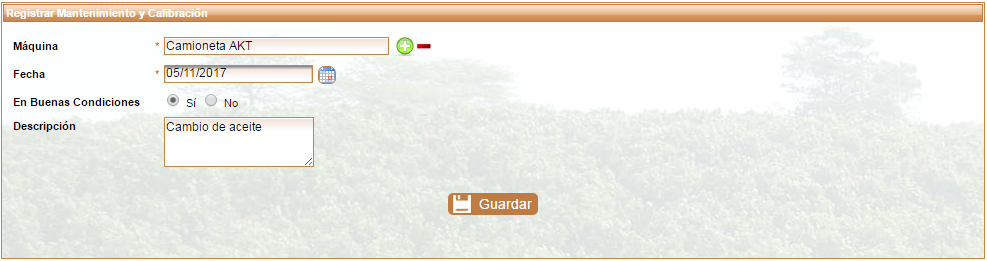 Registrar Mantenimiento y Calibración
Máquina * Camioneta AKT
Fecha * 05/11/2017
En Buenas Condiciones Sí No
Descripción Cambio de aceite
Guardar